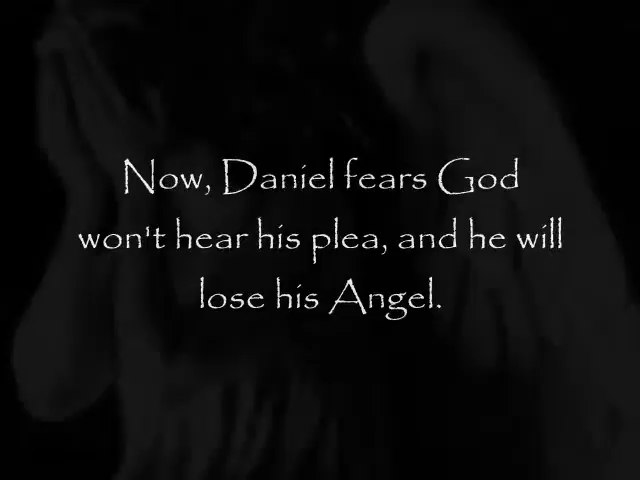 Now, Daniel fears God
won't hear his plea, and he will
lose his Angel.